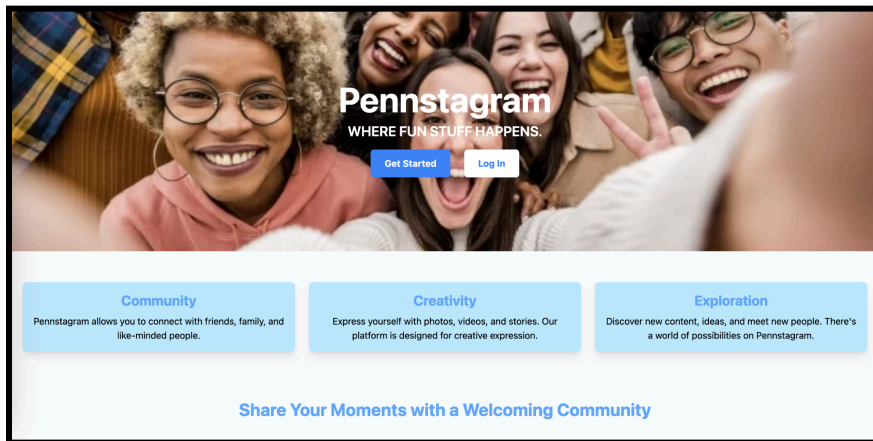 Pennstagram
WHERE FUN STUFF HAPPENS.
Get Started
Log In
Community
Pennstagram allows you to connect with friends, family, and
like-minded people.
Creativity
Express yourself with photos, videos, and stories. Our
platform is designed for creative expression.
Exploration
Discover new content, ideas, and meet new people. There's
a world of possibilities on Pennstagram.
Share Your Moments with a Welcoming Community